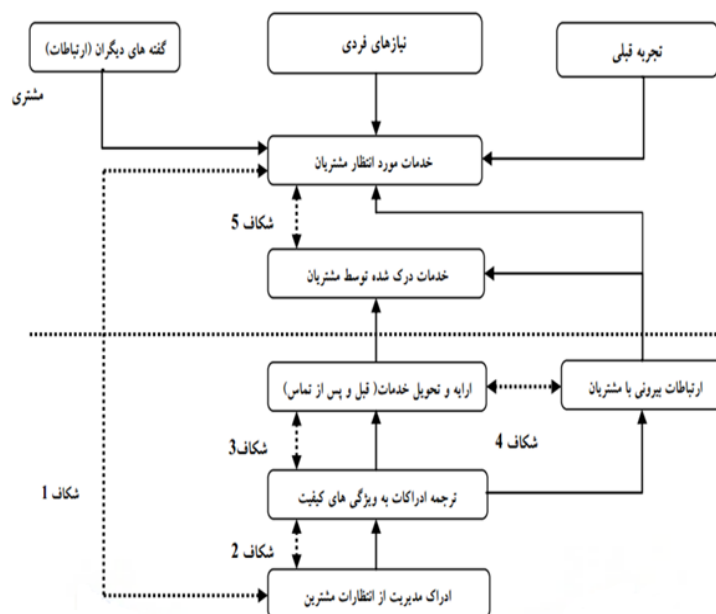 گفته های دیگران (ارتباطات)
نیازهای فردی
تجربه قبلی
مشتری
خدمات مورد انتظار مشتریان
شکاف 5
خدمات درک شده توسط مشتریان
ارایه و تحویل خدمات( قبل و پس از تماس)
ارتباطات بیرونی با مشتریان
شکاف3
شکاف 4
ترجمه ادراکات به ویژگی های کیفیت
شکاف 1
شکاف 2
ادراک مدیریت از انتظارات مشترین